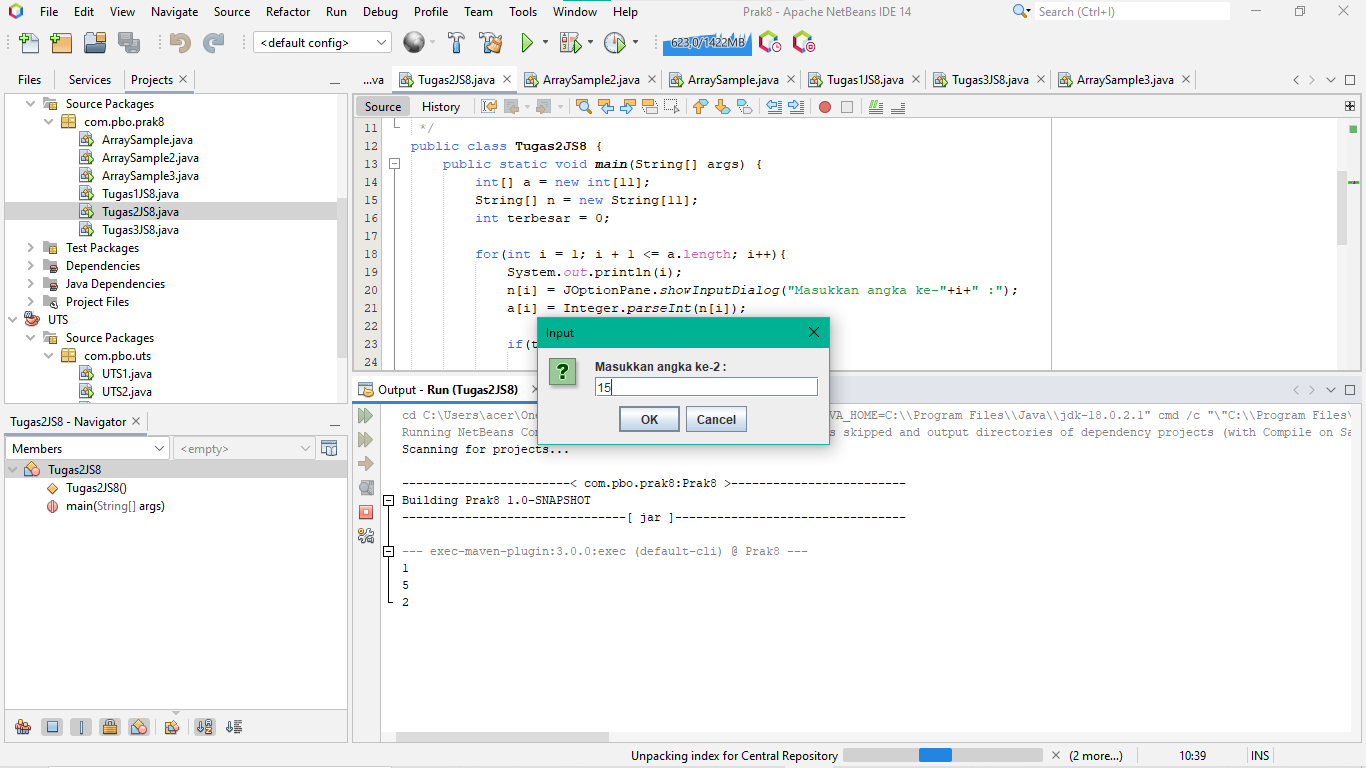 File Edit View Navigate Source Refactor Run Debug Profile Team Tools Window Help Prak8 - Apache NetBeans IDE 14 Search (Ctrl+I)
<default config> 623,0/1422MB
Files Services Projects ...va Tugas2JS8.java ArraySample2.java ArraySample.java Tugas1JS8.java Tugas3JS8.java ArraySample3.java
Source Packages
com.pbo.prak8
ArraySample.java
ArraySample2.java
ArraySample3.java
Tugas1JS8.java
Tugas2JS8.java
Tugas3JS8.java
Test Packages
Dependencies
Java Dependencies
Project Files
UTS
Source Packages
com.pbo.uts
UTS1.java
UTS2.java
Source History
11 */
12 public class Tugas2JS8 {
13 public static void main(String[] args) {
14 int[] a = new int[11];
15 String[] n = new String[11];
16 int terbesar = 0;
17
18 for(int i = 1; i + 1 <= a.length; i++){
19 System.out.println(i);
20 n[i] = JOptionPane.showInputDialog("Masukkan angka ke-"+i+" :");
21 a[i] = Integer.parseInt(n[i]);
22
23 if(t
24
Input
Masukkan angka ke-2 :
15
OK Cancel
Tugas2JS8 - Navigator
Members <empty>
Tugas2JS8
Tugas2JS8()
main(String[] args)
Output - Run (Tugas2JS8)
cd C:\Users\acer\One VA_HOME=C:\\Program Files\\Java\\jdk-18.0.2.1" cmd /c "\"C:\\Program Files\
Running NetBeans Com s skipped and output directories of dependency projects (with Compile on Sa
Scanning for projects...
------------------------< com.pbo.prak8:Prak8 >-------------------------
Building Prak8 1.0-SNAPSHOT
--------------------------------[ jar ]---------------------------------
--- exec-maven-plugin:3.0.0:exec (default-cli) @ Prak8 ---
1
5
2
Unpacking index for Central Repository (2 more...) 10:39 INS